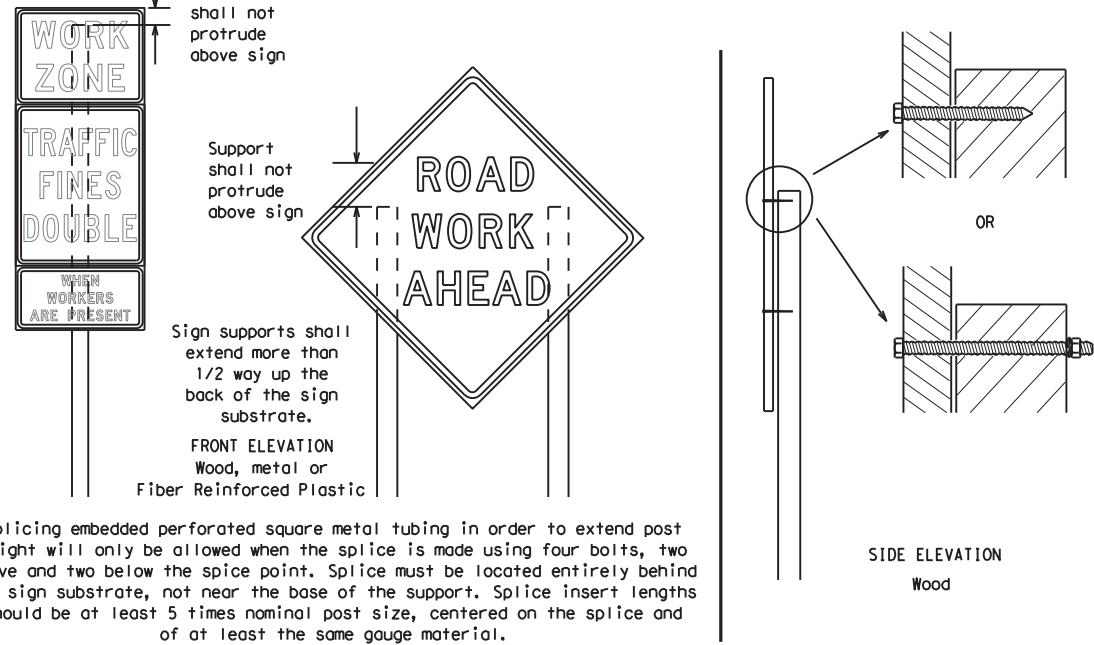 WORK
ZONE
TRAFFIC
FINES
DOUBLE
WHEN
WORKERS
ARE PRESENT
shall not
protrude
above sign
Support
shall not
protrude
above sign
ROAD
WORK
AHEAD
Sign supports shall
extend more than
1/2 way up the
back of the sign
substrate.
FRONT ELEVATION
Wood, metal or
Fiber Reinforced Plastic
OR
SIDE ELEVATION
Wood
plicing embedded perforated square metal tubing in order to extend post
ight will only be allowed when the splice is made using four bolts, two
ve and two below the spice point. Splice must be located entirely behind
sign substrate, not near the base of the support. Splice insert lengths
ould be at least 5 times nominal post size, centered on the splice and
of at least the same gauge material.